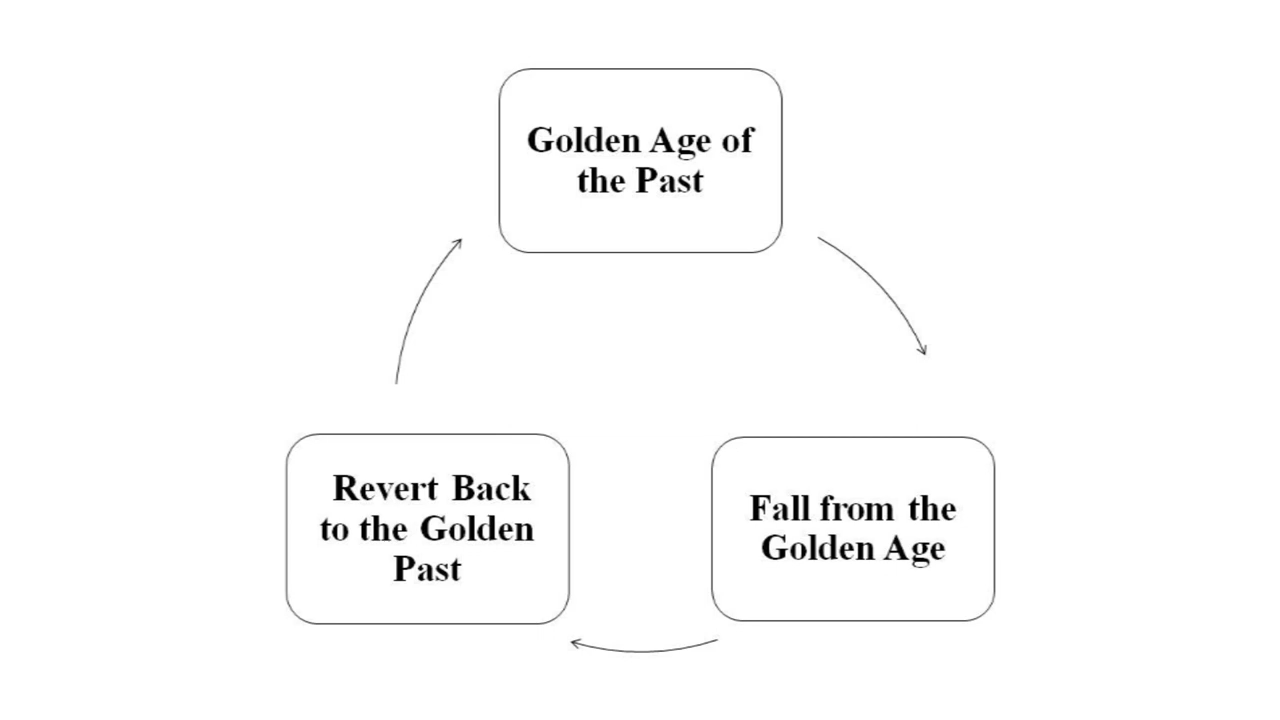 Golden Age of
the Past
Fall from the
Golden Age
Revert Back
to the Golden
Past